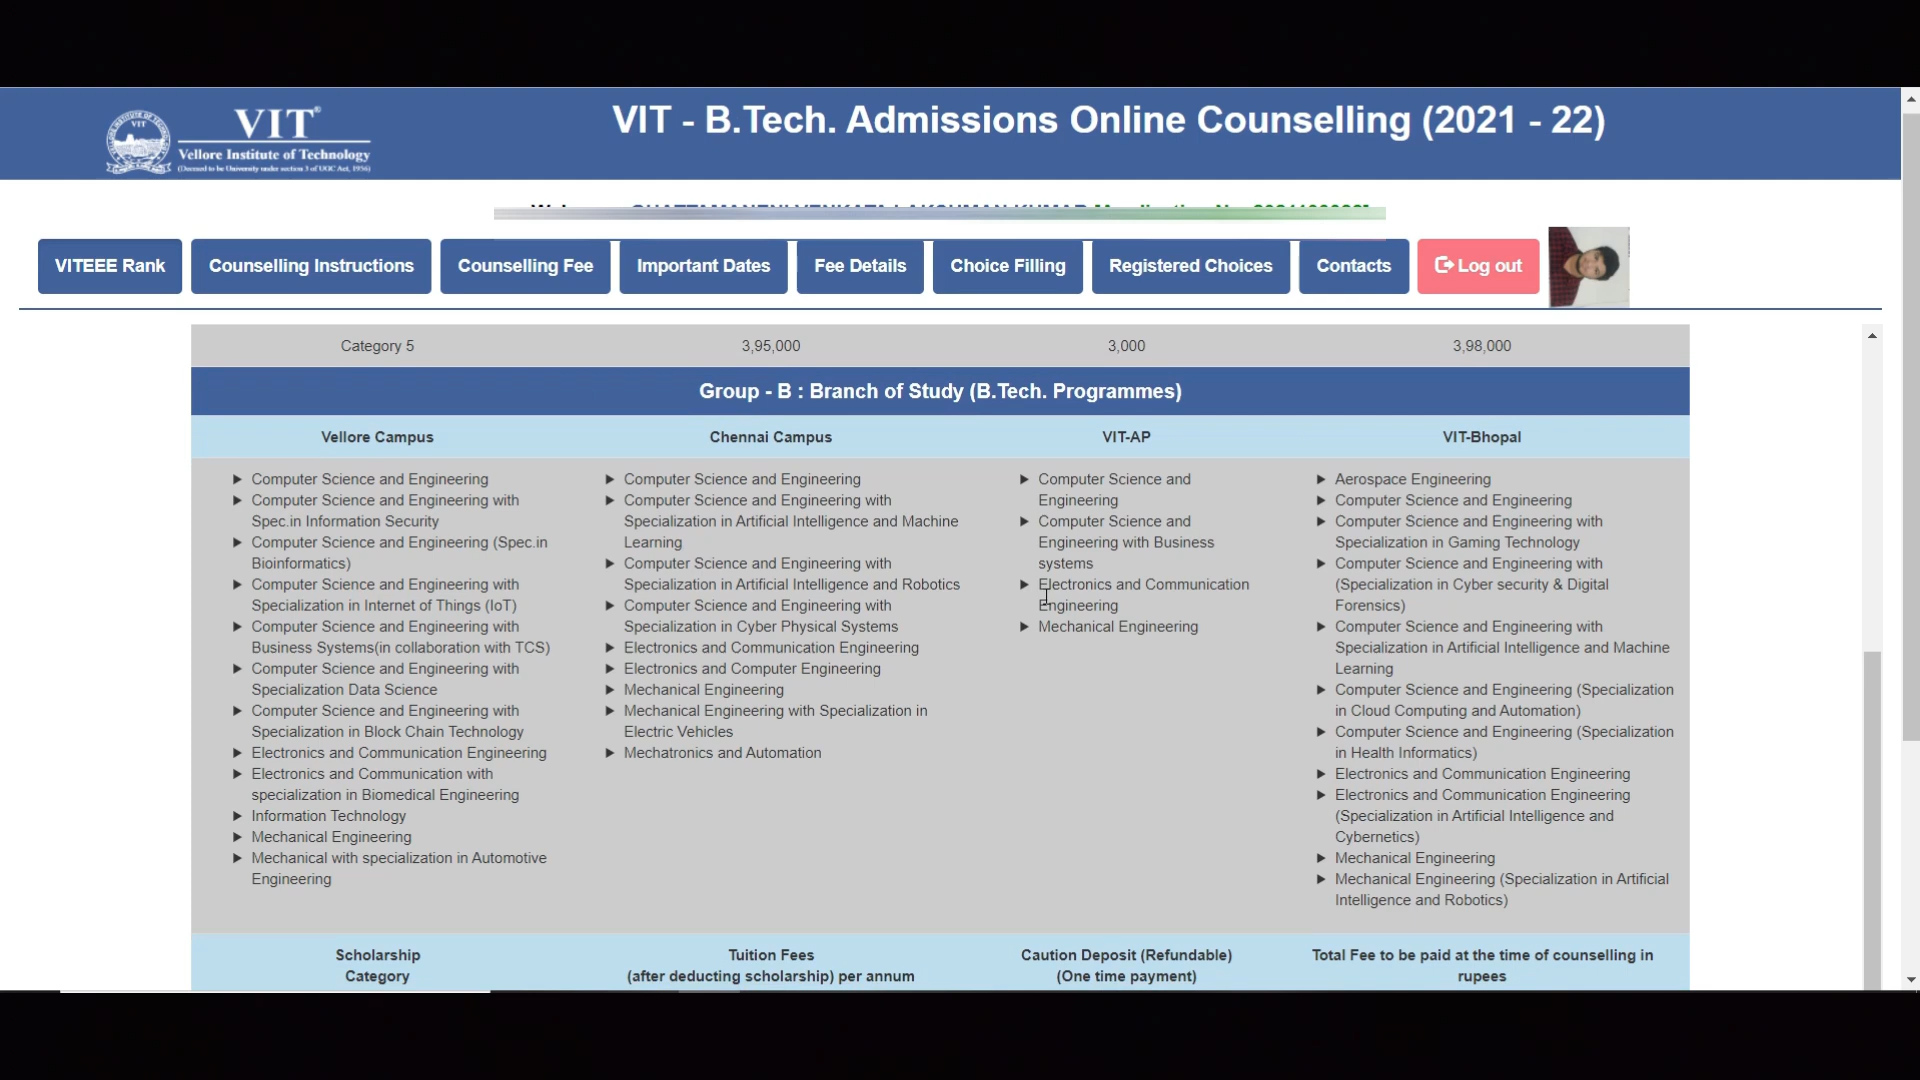 VIT - B.Tech. Admissions Online Counselling (2021 - 22)
VIT
VIT®
Vellore Institute of Technology
(Deemed to be University under section 3 of UGC Act, 1956)
VITEEE Rank
Counselling Instructions
Counselling Fee
Important Dates
Fee Details
Choice Filling
Registered Choices
Contacts
Log out
Category 5 3,95,000 3,000 3,98,000
Group - B : Branch of Study (B.Tech. Programmes)
Vellore Campus
Computer Science and Engineering
Computer Science and Engineering with
Spec.in Information Security
Computer Science and Engineering (Spec.in
Bioinformatics)
Computer Science and Engineering with
Specialization in Internet of Things (IoT)
Computer Science and Engineering with
Business Systems(in collaboration with TCS)
Computer Science and Engineering with
Specialization Data Science
Computer Science and Engineering with
Specialization in Block Chain Technology
Electronics and Communication Engineering
Electronics and Communication with
specialization in Biomedical Engineering
Information Technology
Mechanical Engineering
Mechanical with specialization in Automotive
Engineering
Chennai Campus
Computer Science and Engineering
Computer Science and Engineering with
Specialization in Artificial Intelligence and Machine
Learning
Computer Science and Engineering with
Specialization in Artificial Intelligence and Robotics
Computer Science and Engineering with
Specialization in Cyber Physical Systems
Electronics and Communication Engineering
Electronics and Computer Engineering
Mechanical Engineering
Mechanical Engineering with Specialization in
Electric Vehicles
Mechatronics and Automation
VIT-AP
Computer Science and
Engineering
Computer Science and
Engineering with Business
systems
Electronics and Communication
Engineering
Mechanical Engineering
VIT-Bhopal
Aerospace Engineering
Computer Science and Engineering
Computer Science and Engineering with
Specialization in Gaming Technology
Computer Science and Engineering with
(Specialization in Cyber security & Digital
Forensics)
Computer Science and Engineering with
Specialization in Artificial Intelligence and Machine
Learning
Computer Science and Engineering (Specialization
in Cloud Computing and Automation)
Computer Science and Engineering (Specialization
in Health Informatics)
Electronics and Communication Engineering
Electronics and Communication Engineering
(Specialization in Artificial Intelligence and
Cybernetics)
Mechanical Engineering
Mechanical Engineering (Specialization in Artificial
Intelligence and Robotics)
Scholarship
Category
Tuition Fees
(after deducting scholarship) per annum
Caution Deposit (Refundable)
(One time payment)
Total Fee to be paid at the time of counselling in
rupees